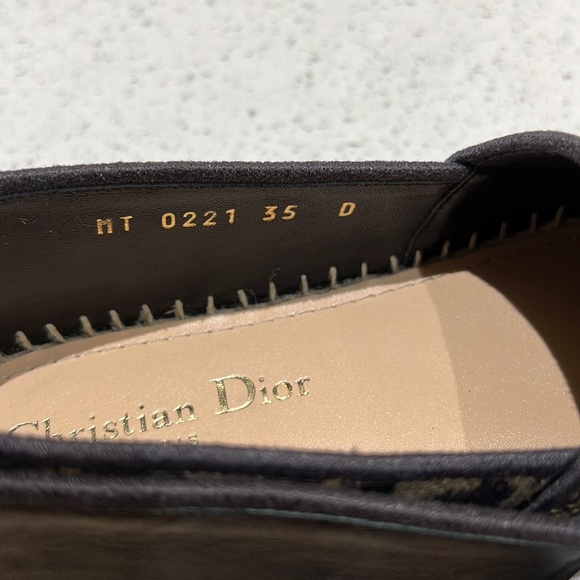 MT 0221 35 D
Christian Dior